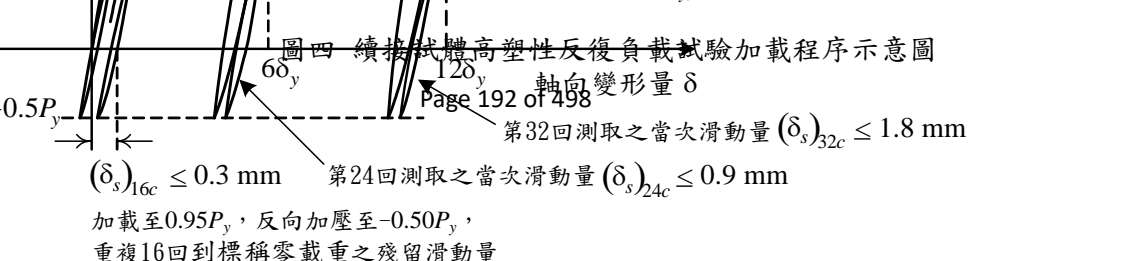 圖四 續接試體高塑性反復負載試驗加載程序示意圖
6δy
12δy
軸向變形量 δ
Page 192 of 498
0.5Py
第32回測取之當次滑動量 (δs)32c ≤ 1.8 mm
(δs)16c ≤ 0.3 mm
第24回測取之當次滑動量 (δs)24c ≤ 0.9 mm
加載至0.95Py，反向加壓至-0.50Py，
重複16回到標稱零載重之殘留滑動量